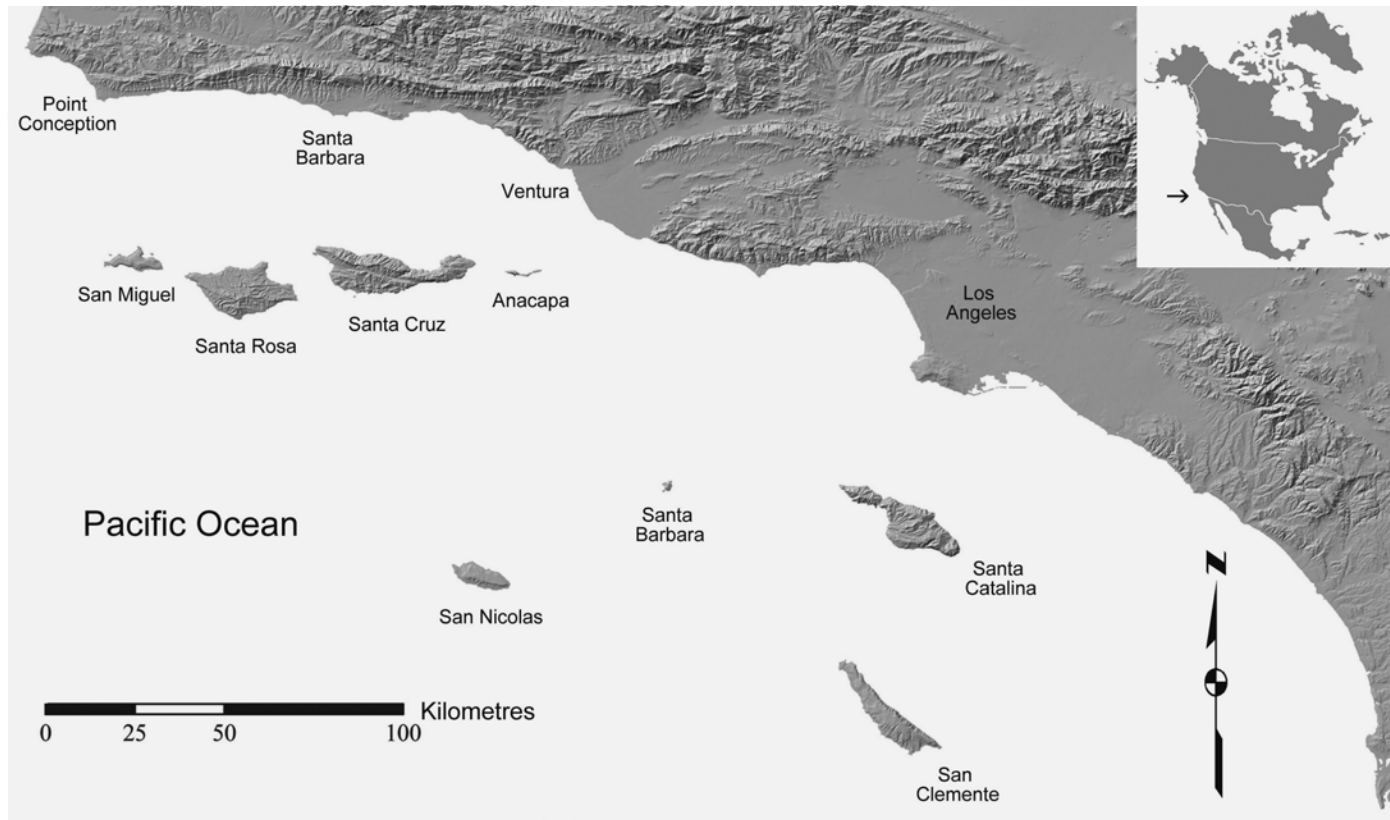 Point
Conception
Santa
Barbara
Ventura
San Miguel
Santa Rosa
Santa Cruz
Anacapa
Los
Angeles
Pacific Ocean
Santa
Barbara
San Nicolas
Santa
Catalina
San
Clemente
N
Kilometres
0 25 50 100